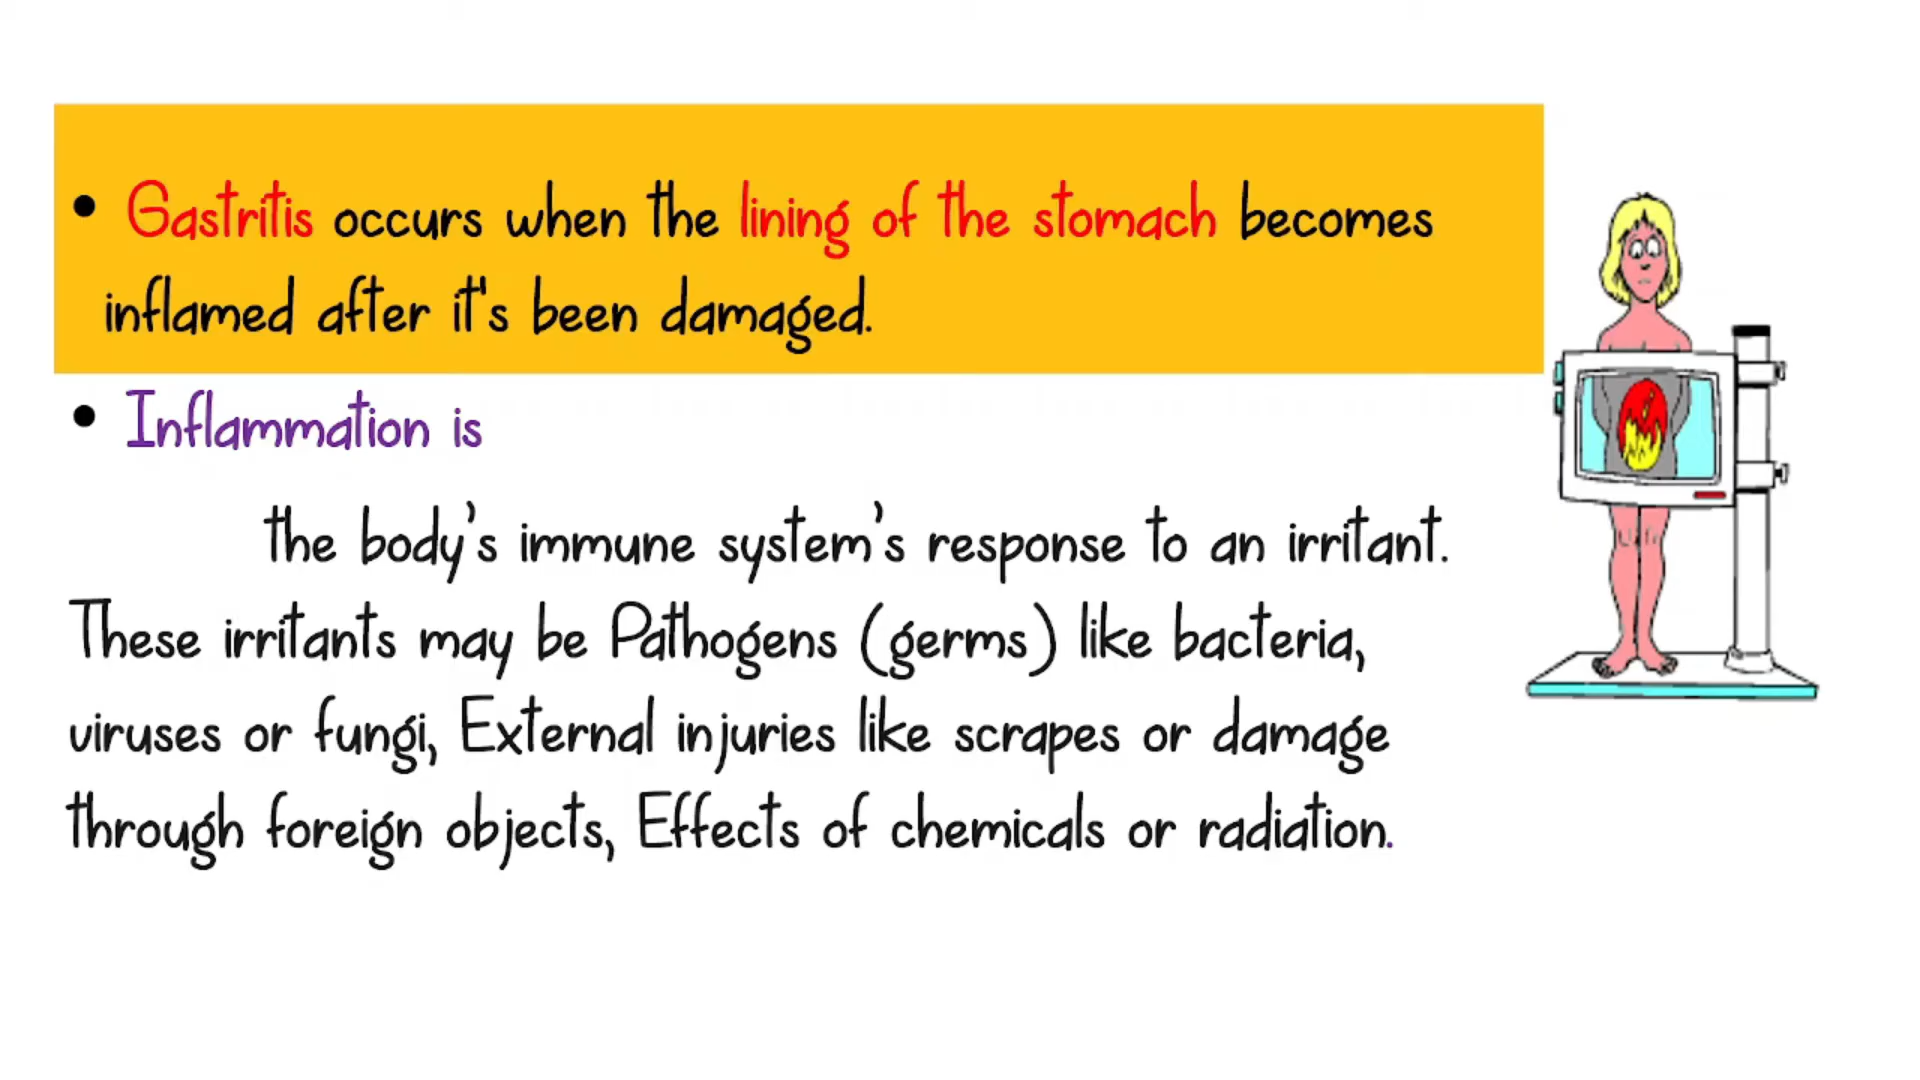 • Gastritis occurs when the lining of the stomach becomes
inflamed after it's been damaged.
• Inflammation is
the body's immune system's response to an irritant.
These irritants may be Pathogens (germs) like bacteria,
viruses or fungi, External injuries like scrapes or damage
through foreign objects, Effects of chemicals or radiation.